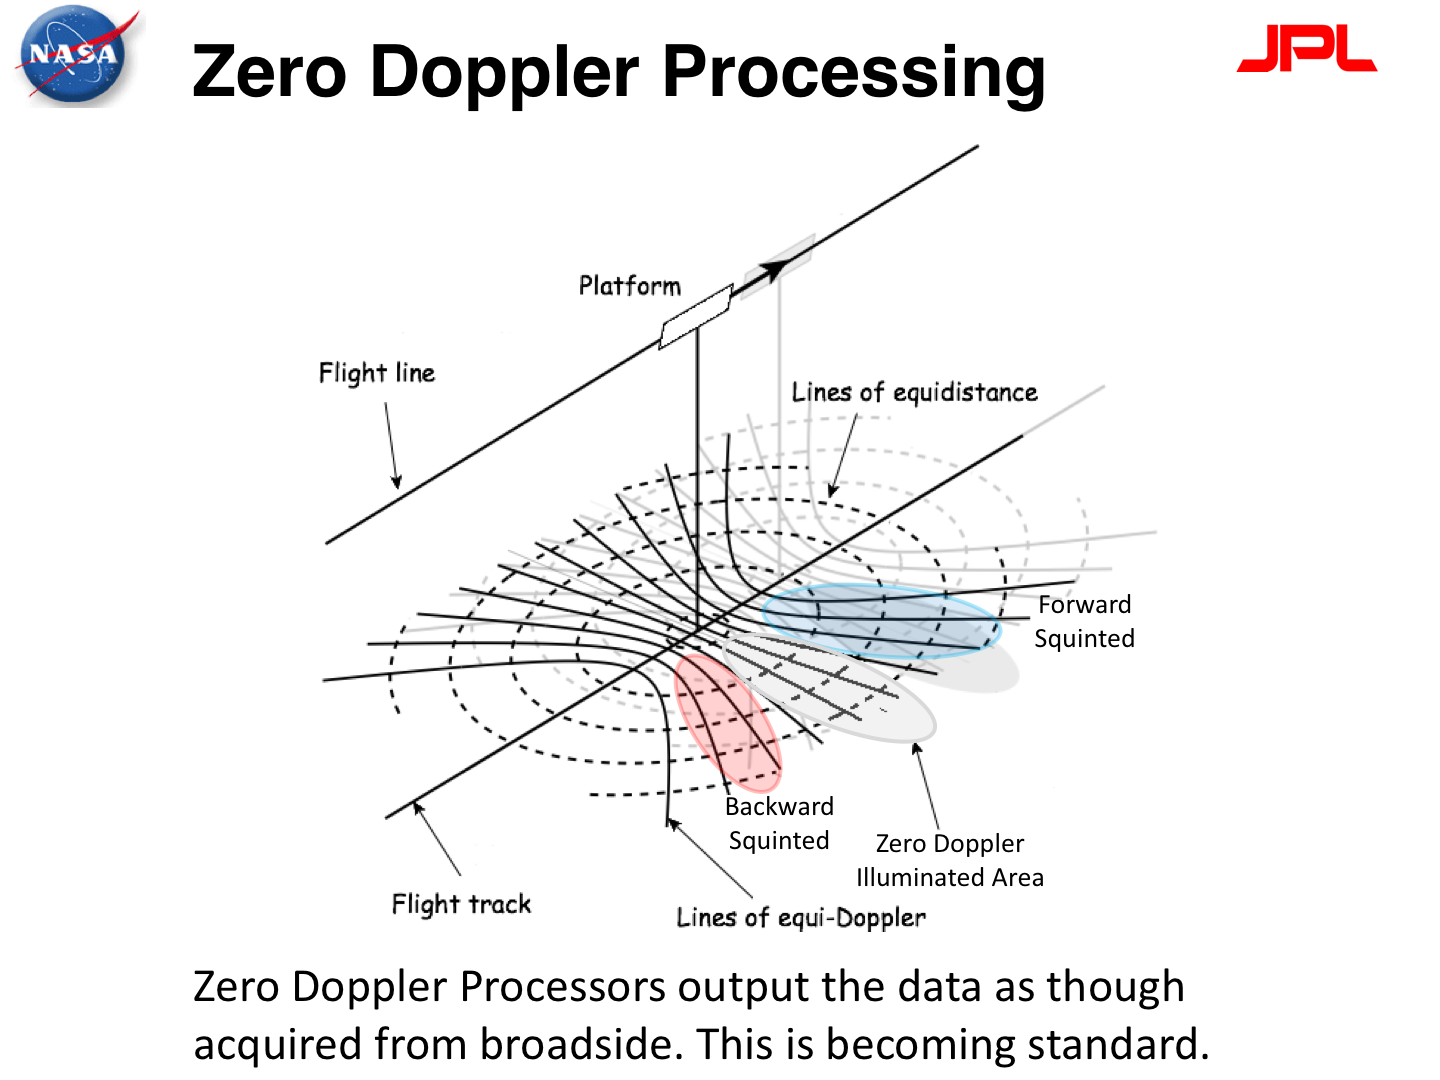 NASA
Zero Doppler Processing
JPL
Platform
Flight line
Lines of equidistance
Forward
Squinted
Backward
Squinted
Zero Doppler
Illuminated Area
Flight track
Lines of equi-Doppler
Zero Doppler Processors output the data as though
acquired from broadside. This is becoming standard.